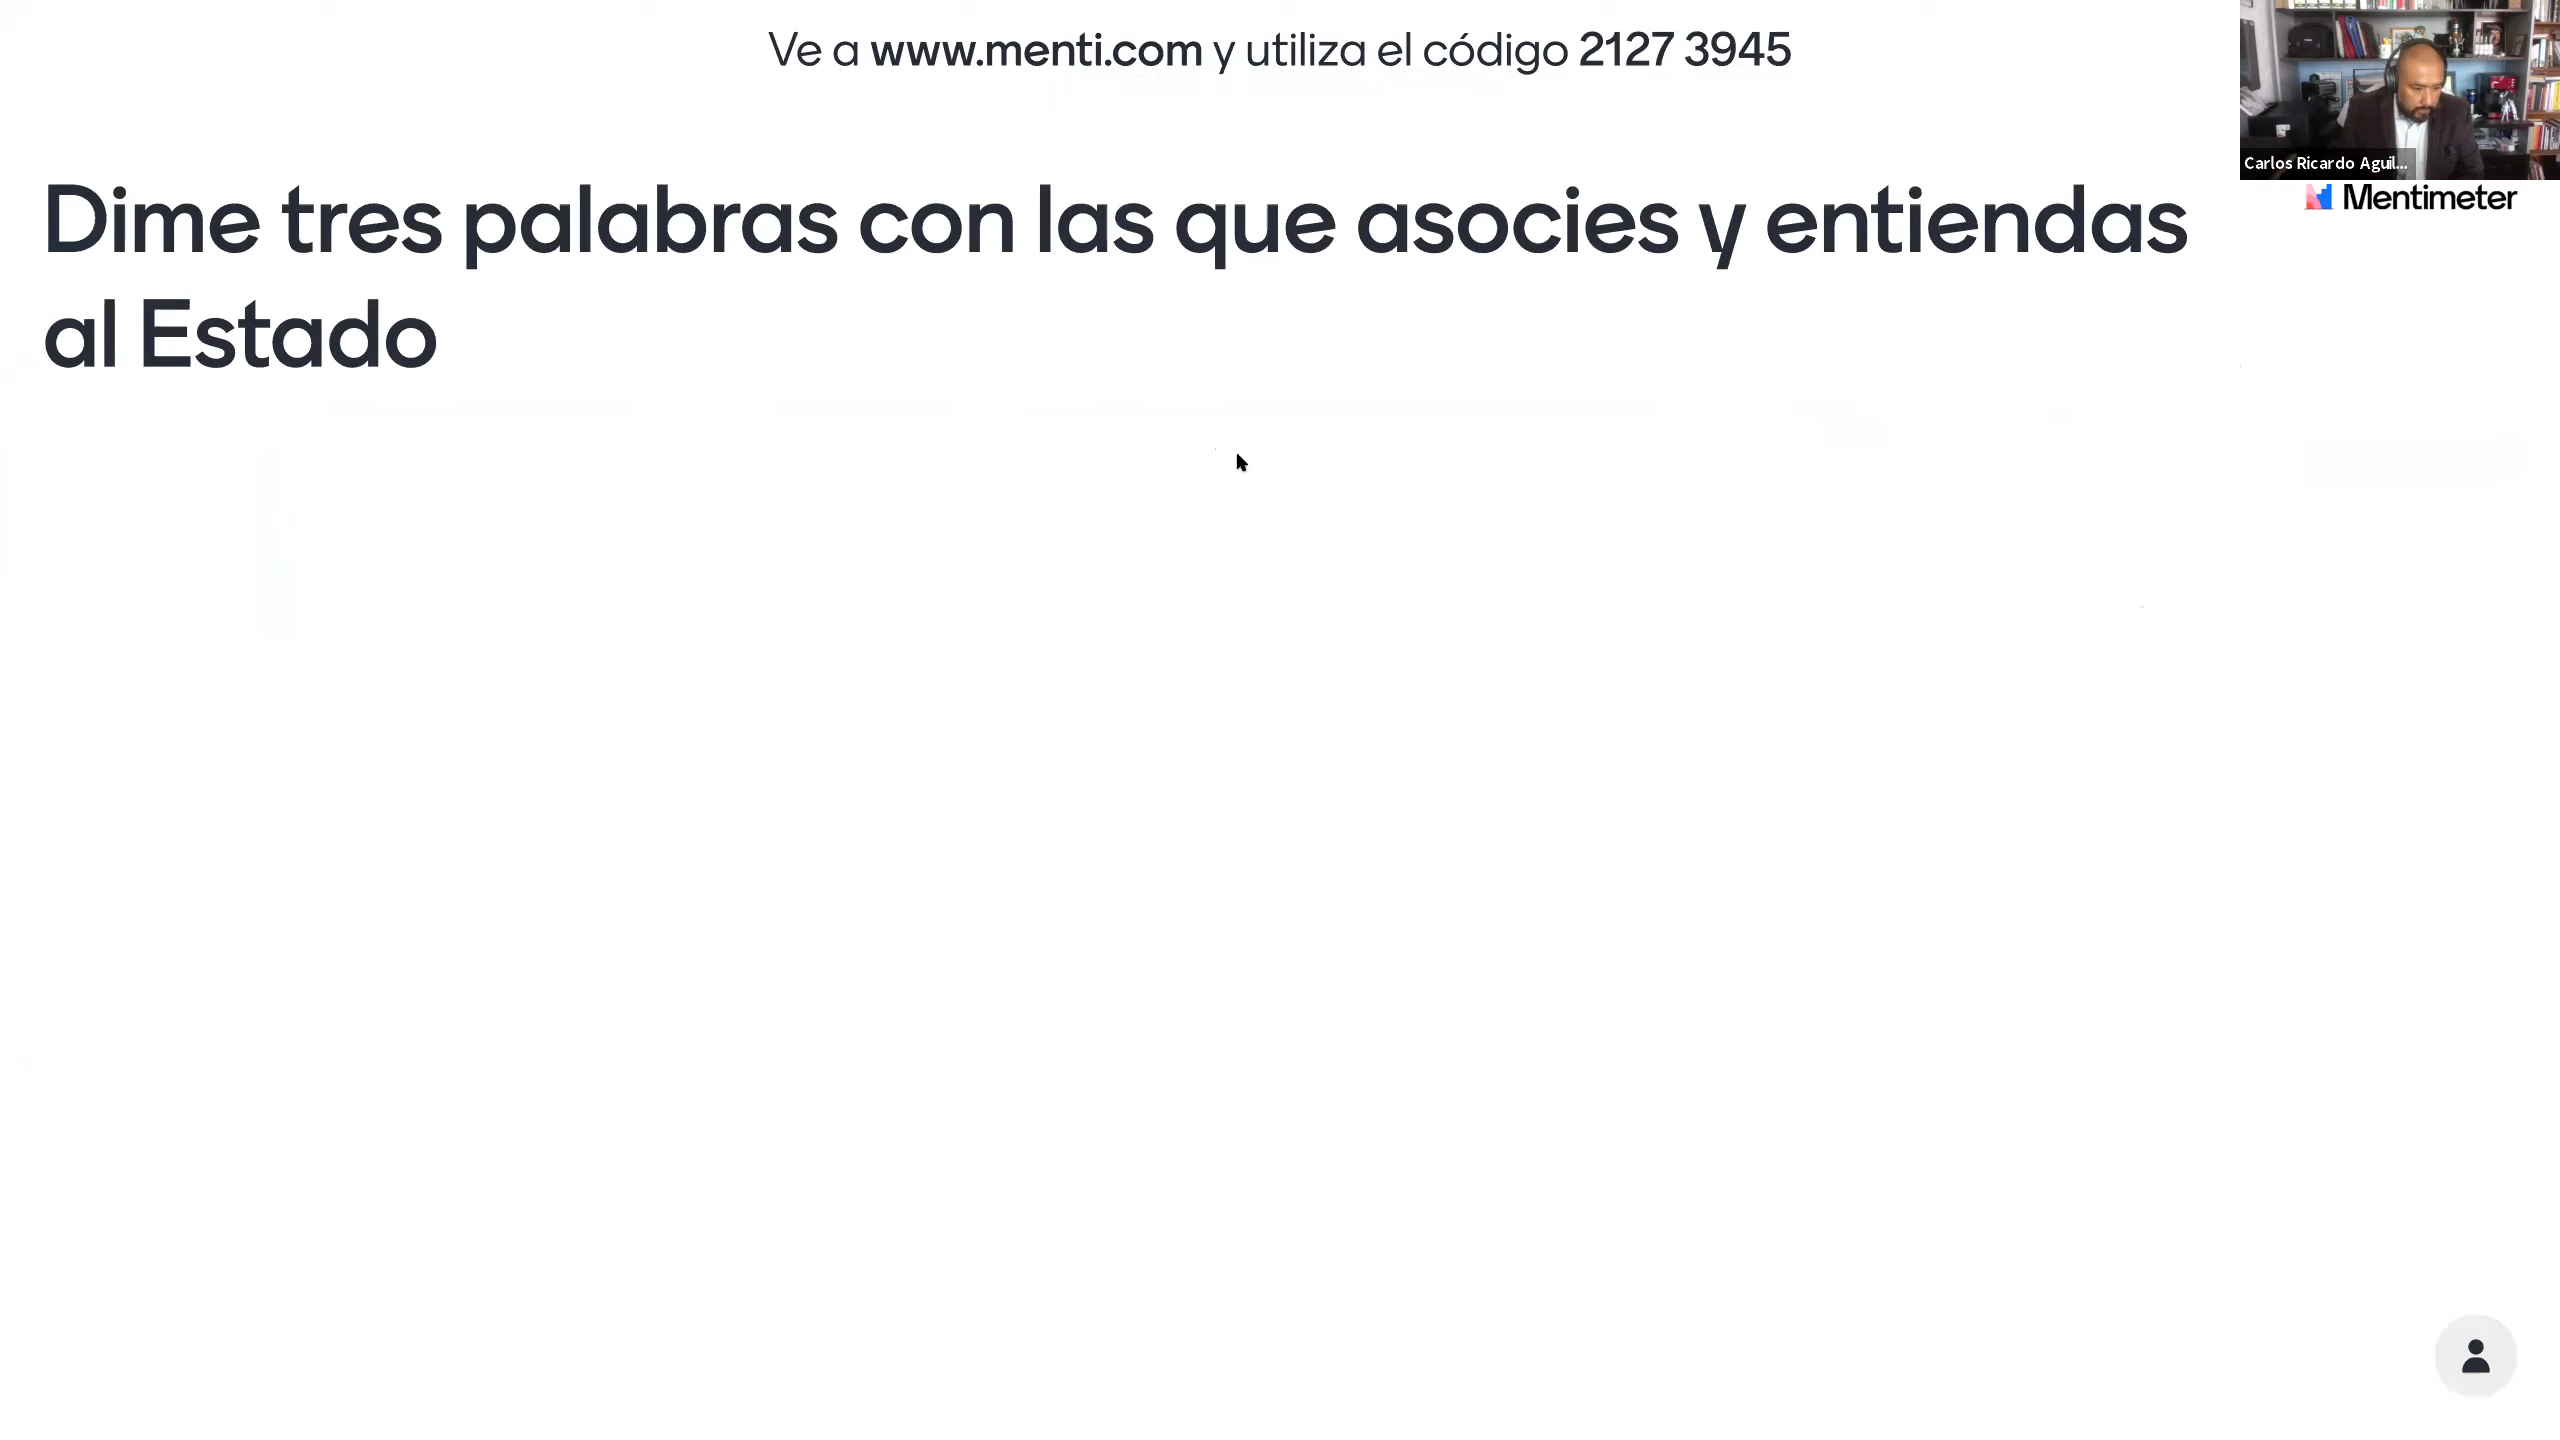 Ve a www.menti.com y utiliza el código 2127 3945
Carlos Ricardo Aguil...
Mentimeter
Dime tres palabras con las que asocies y entiendas
al Estado